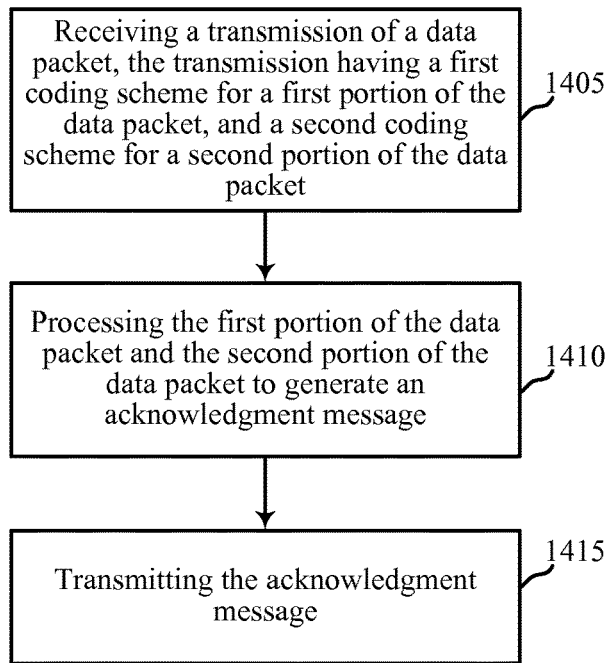 Receiving a transmission of a data
packet, the transmission having a first
coding scheme for a first portion of the
data packet, and a second coding
scheme for a second portion of the data
packet
1405
Processing the first portion of the data
packet and the second portion of the
data packet to generate an
acknowledgment message
1410
Transmitting the acknowledgment
message
1415